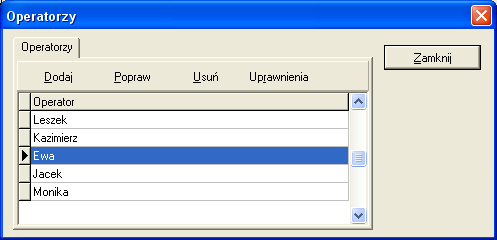 Operatorzy
Operatorzy
Zamknij
Dodaj Popraw Usuń Uprawnienia
Operator
Leszek
Kazimierz
Ewa
Jacek
Monika